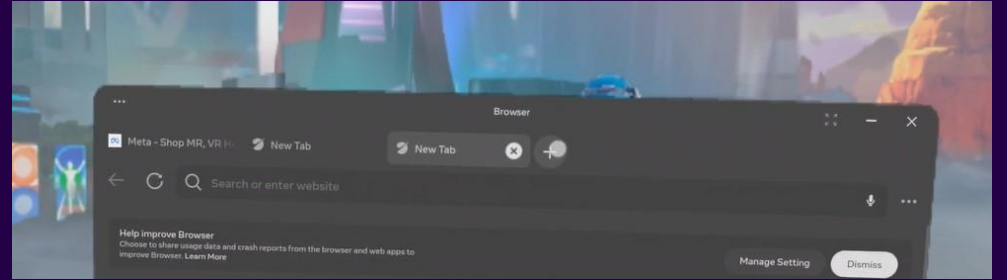 Browser
Meta - Shop MR, VR H
New Tab
New Tab
Search or enter website
Help improve Browser
Choose to share usage data and crash reports from the browser and web apps to
improve Browser. Learn More
Manage Setting
Dismiss